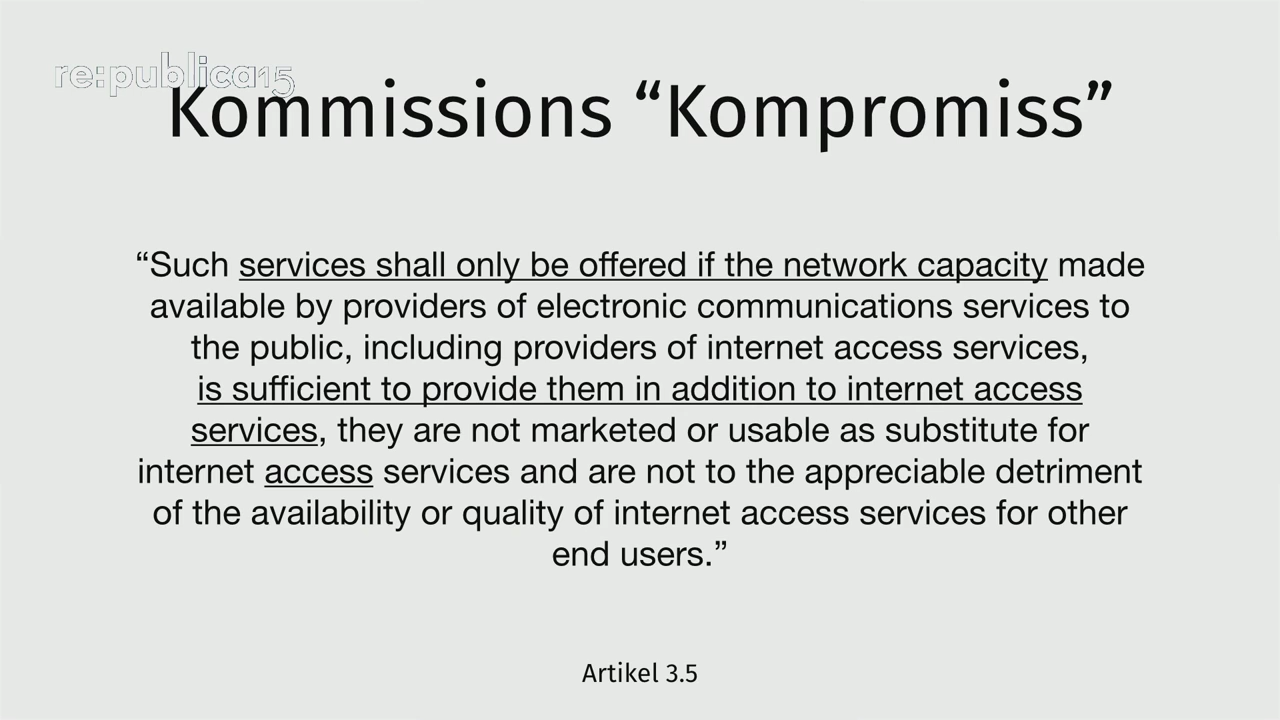 re:publica15
Kommissions “Kompromiss”
“Such services shall only be offered if the network capacity made
available by providers of electronic communications services to
the public, including providers of internet access services,
is sufficient to provide them in addition to internet access
services, they are not marketed or usable as substitute for
internet access services and are not to the appreciable detriment
of the availability or quality of internet access services for other
end users.”
Artikel 3.5